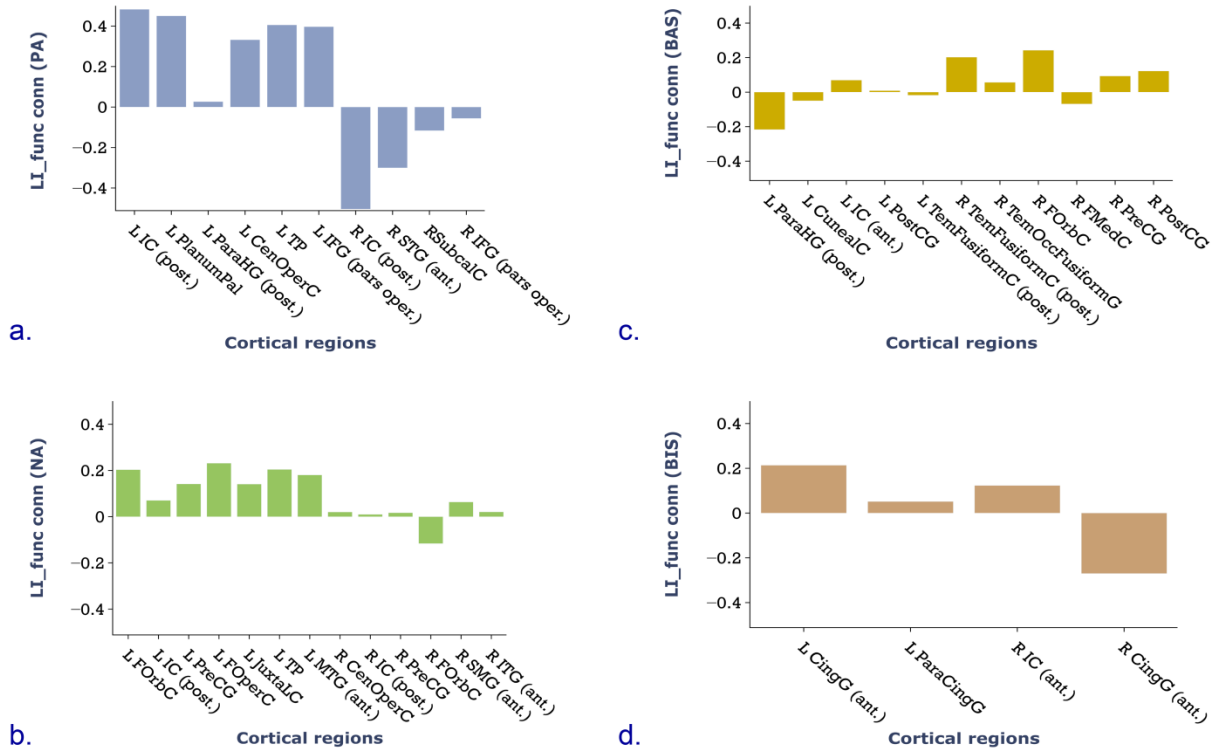 LI_func conn (PA)
0.4
0.2
0
−0.2
−0.4
L IC (post.)
L PlanumPal
L ParaHG (post.)
L CenOperC
L TP
L IFG (pars oper.)
R IC (post.)
R STG (ant.)
RSubcalC
R IFG (pars oper.)
Cortical regions
a.
LI_func conn (BAS)
0.4
0.2
0
−0.2
−0.4
L ParaHG (post.)
L CunealC
L IC (ant.)
L PostCG
L TemFusiformC (post.)
R TemFusiformC (post.)
R TemOccFusiformG
R FOrbC
R FMedC
R PreCG
R PostCG
Cortical regions
c.
LI_func conn (NA)
0.4
0.2
0
−0.2
−0.4
L FOrbC
L IC (post.)
L PreCG
L FOperC
L JuxtaLC
L TP
L MTG (ant.)
R CenOperC
R IC (post.)
R PreCG
R FOrbC
R SMG (ant.)
R ITG (ant.)
Cortical regions
b.
LI_func conn (BIS)
0.4
0.2
0
−0.2
−0.4
L CingG (ant.)
L ParaCingG
R IC (ant.)
R CingG (ant.)
Cortical regions
d.